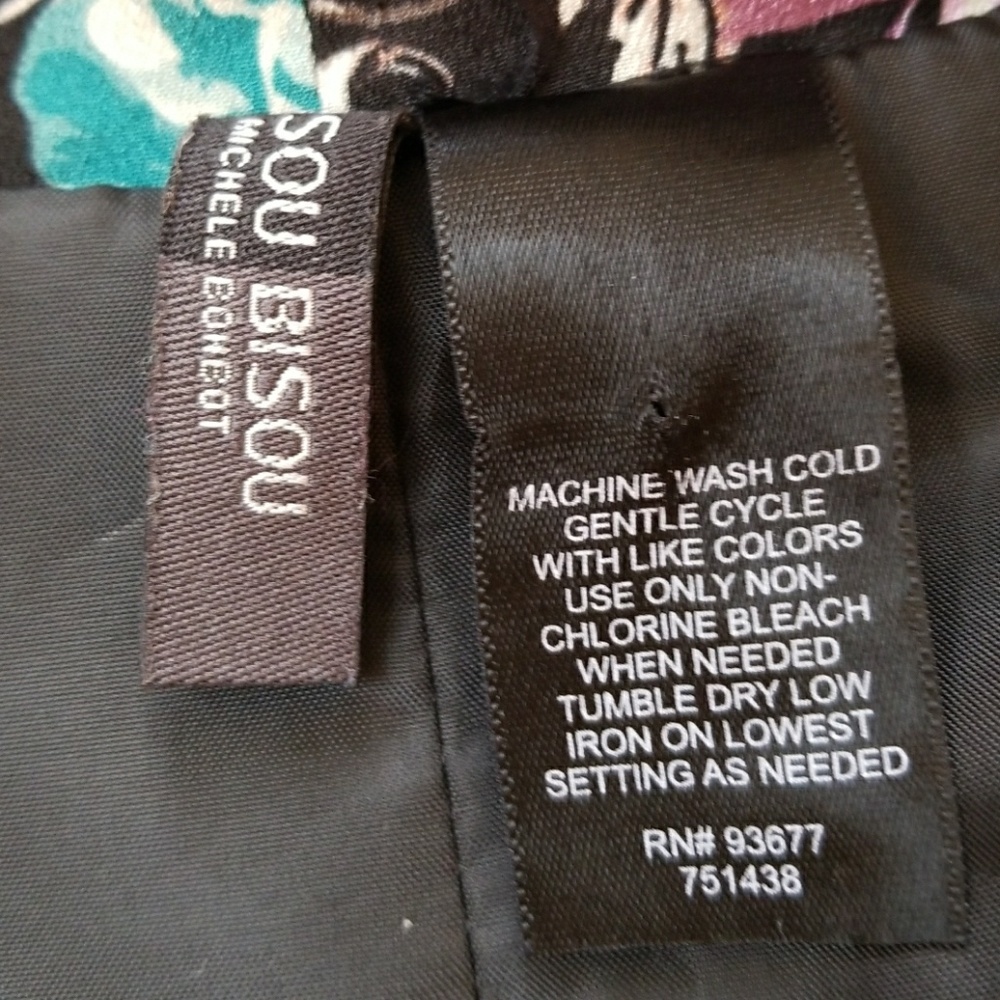 SOU BISOU
MICHELE BOHBOT
MACHINE WASH COLD
GENTLE CYCLE
WITH LIKE COLORS
USE ONLY NON-
CHLORINE BLEACH
WHEN NEEDED
TUMBLE DRY LOW
IRON ON LOWEST
SETTING AS NEEDED
RN# 93677
751438